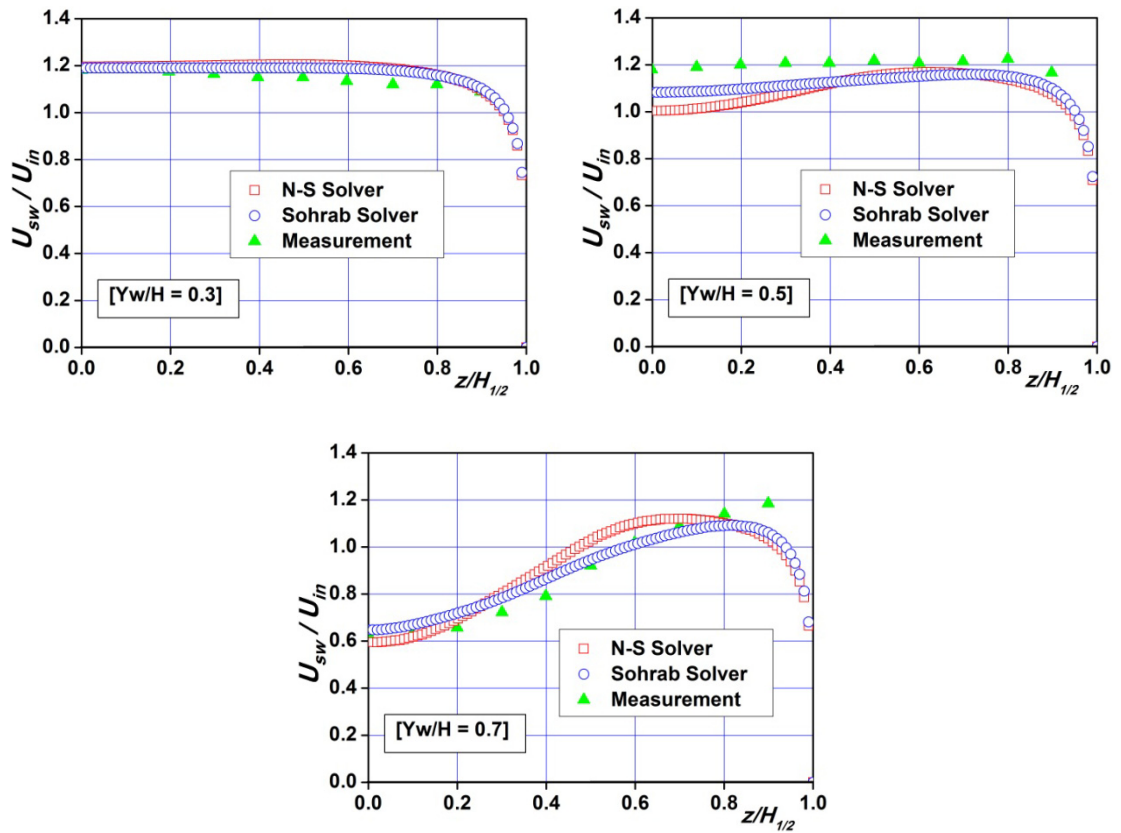 1.4
1.2
1.0
0.8
0.6
0.4
0.2
0.0
U_sw / U_in
N-S Solver
Sohrab Solver
Measurement
[Yw/H = 0.3]
0.0 0.2 0.4 0.6 0.8 1.0
z/H_1/2
1.4
1.2
1.0
0.8
0.6
0.4
0.2
0.0
U_sw / U_in
N-S Solver
Sohrab Solver
Measurement
[Yw/H = 0.5]
0.0 0.2 0.4 0.6 0.8 1.0
z/H_1/2
1.4
1.2
1.0
0.8
0.6
0.4
0.2
0.0
U_sw / U_in
N-S Solver
Sohrab Solver
Measurement
[Yw/H = 0.7]
0.0 0.2 0.4 0.6 0.8 1.0
z/H_1/2